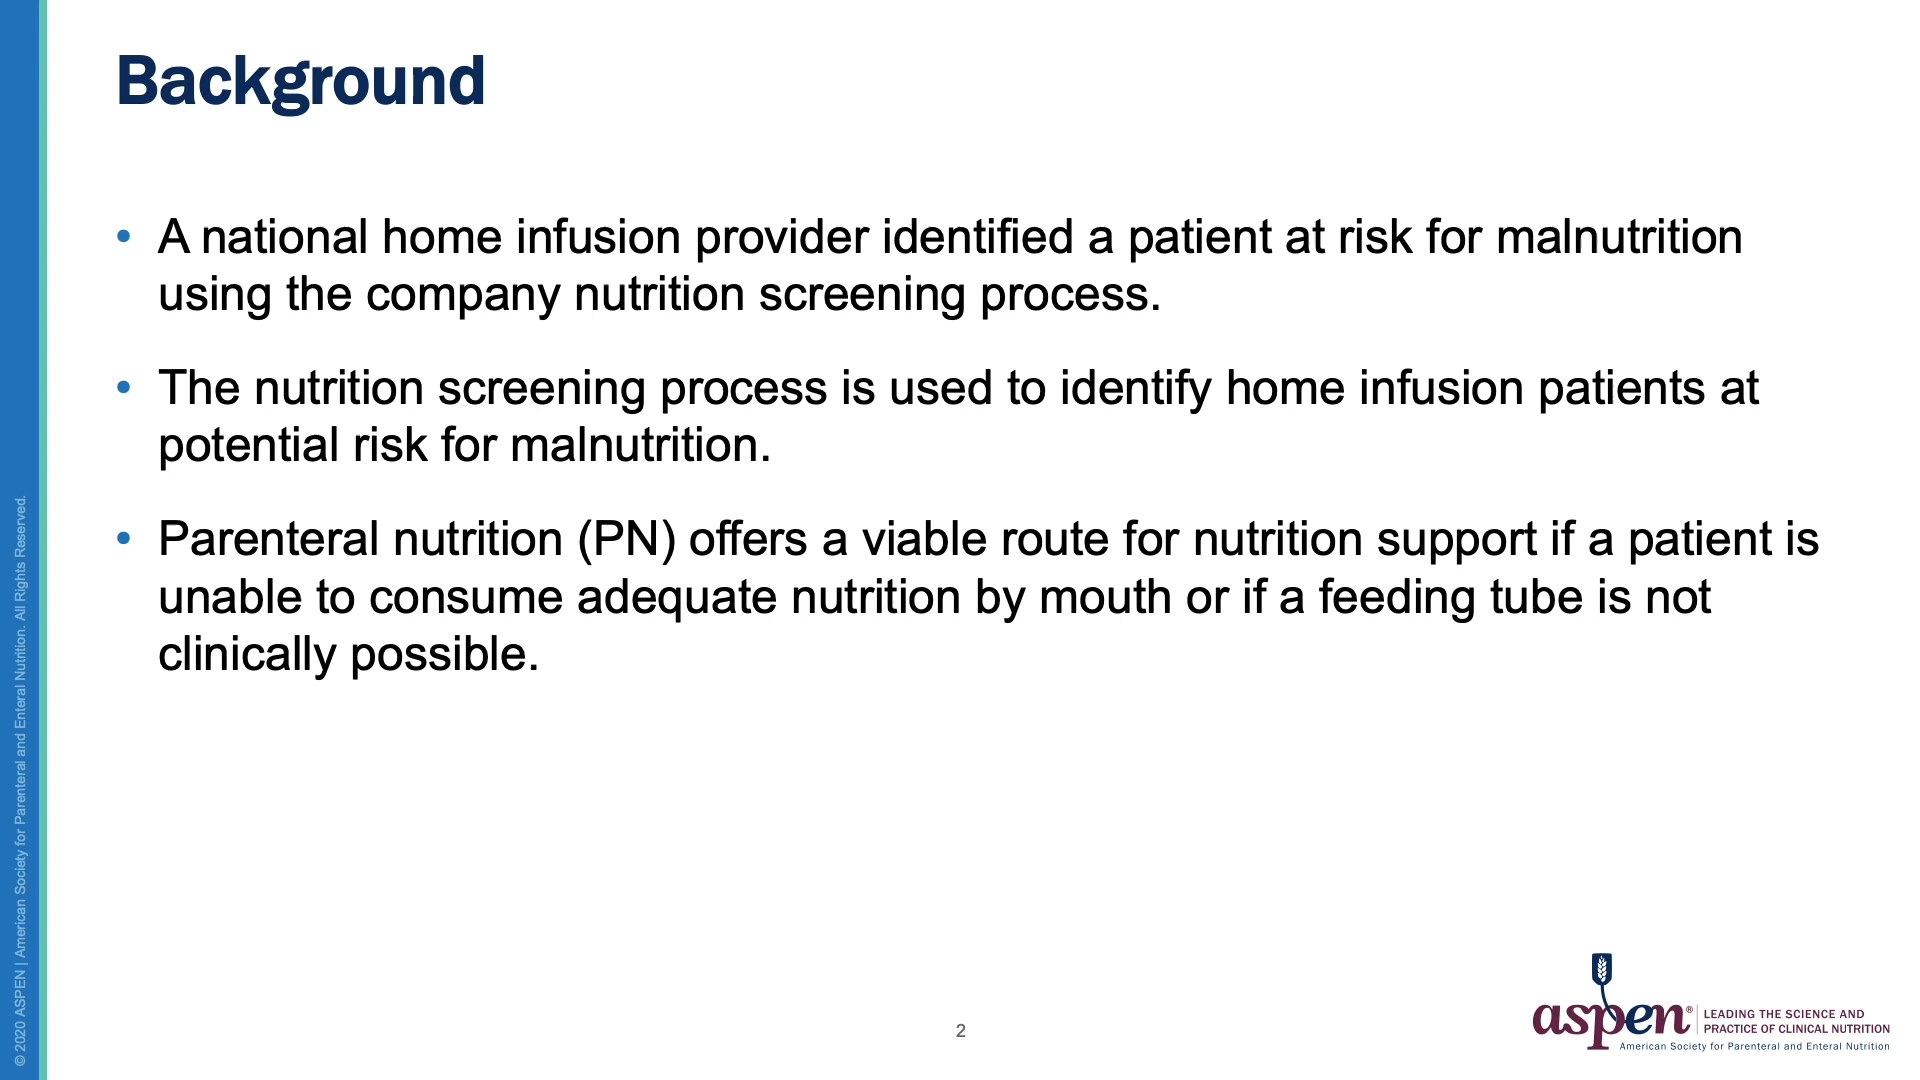 Background
• A national home infusion provider identified a patient at risk for malnutrition
using the company nutrition screening process.
• The nutrition screening process is used to identify home infusion patients at
potential risk for malnutrition.
• Parenteral nutrition (PN) offers a viable route for nutrition support if a patient is
unable to consume adequate nutrition by mouth or if a feeding tube is not
clinically possible.
© 2020 ASPEN | American Society for Parenteral and Enteral Nutrition. All Rights Reserved.
2
aspen®
LEADING THE SCIENCE AND
PRACTICE OF CLINICAL NUTRITION
American Society for Parenteral and Enteral Nutrition